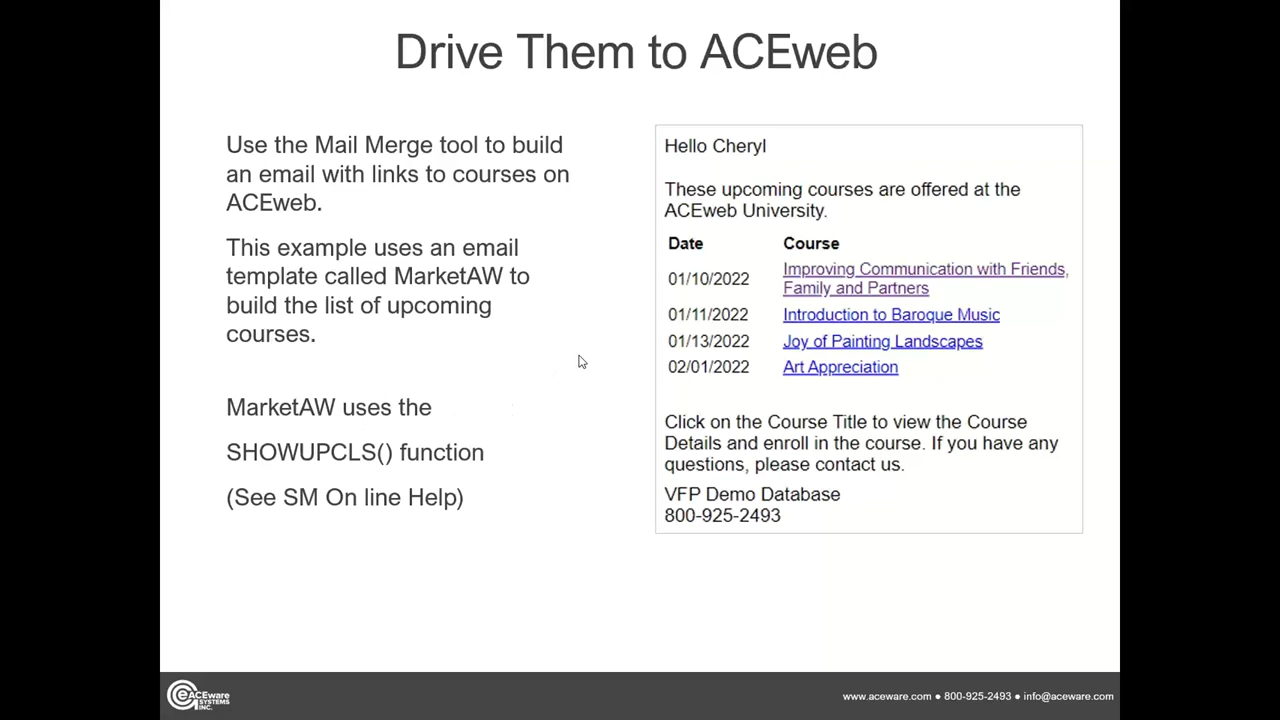 Drive Them to ACEweb
Use the Mail Merge tool to build
an email with links to courses on
ACEweb.
This example uses an email
template called MarketAW to
build the list of upcoming
courses.
MarketAW uses the
SHOWUPCLS() function
(See SM On line Help)
Hello Cheryl
These upcoming courses are offered at the
ACEweb University.
Date Course
01/10/2022 Improving Communication with Friends,
Family and Partners
01/11/2022 Introduction to Baroque Music
01/13/2022 Joy of Painting Landscapes
02/01/2022 Art Appreciation
Click on the Course Title to view the Course
Details and enroll in the course. If you have any
questions, please contact us.
VFP Demo Database
800-925-2493
ACEware
SYSTEMS
INC.
www.aceware.com ● 800-925-2493 ● info@aceware.com